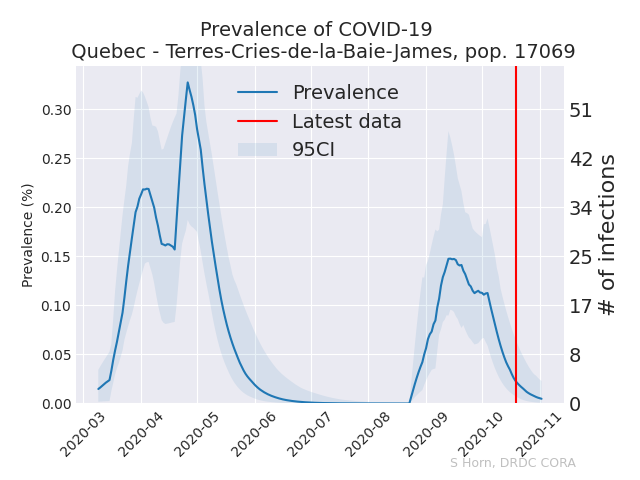 Prevalence of COVID-19
Quebec - Terres-Cries-de-la-Baie-James, pop. 17069
Prevalence
Latest data
95CI
Prevalence (%)
0.30
0.25
0.20
0.15
0.10
0.05
0.00
51
42
34
25
17
8
0
# of infections
2020-03
2020-04
2020-05
2020-06
2020-07
2020-08
2020-09
2020-10
2020-11
S Horn, DRDC CORA